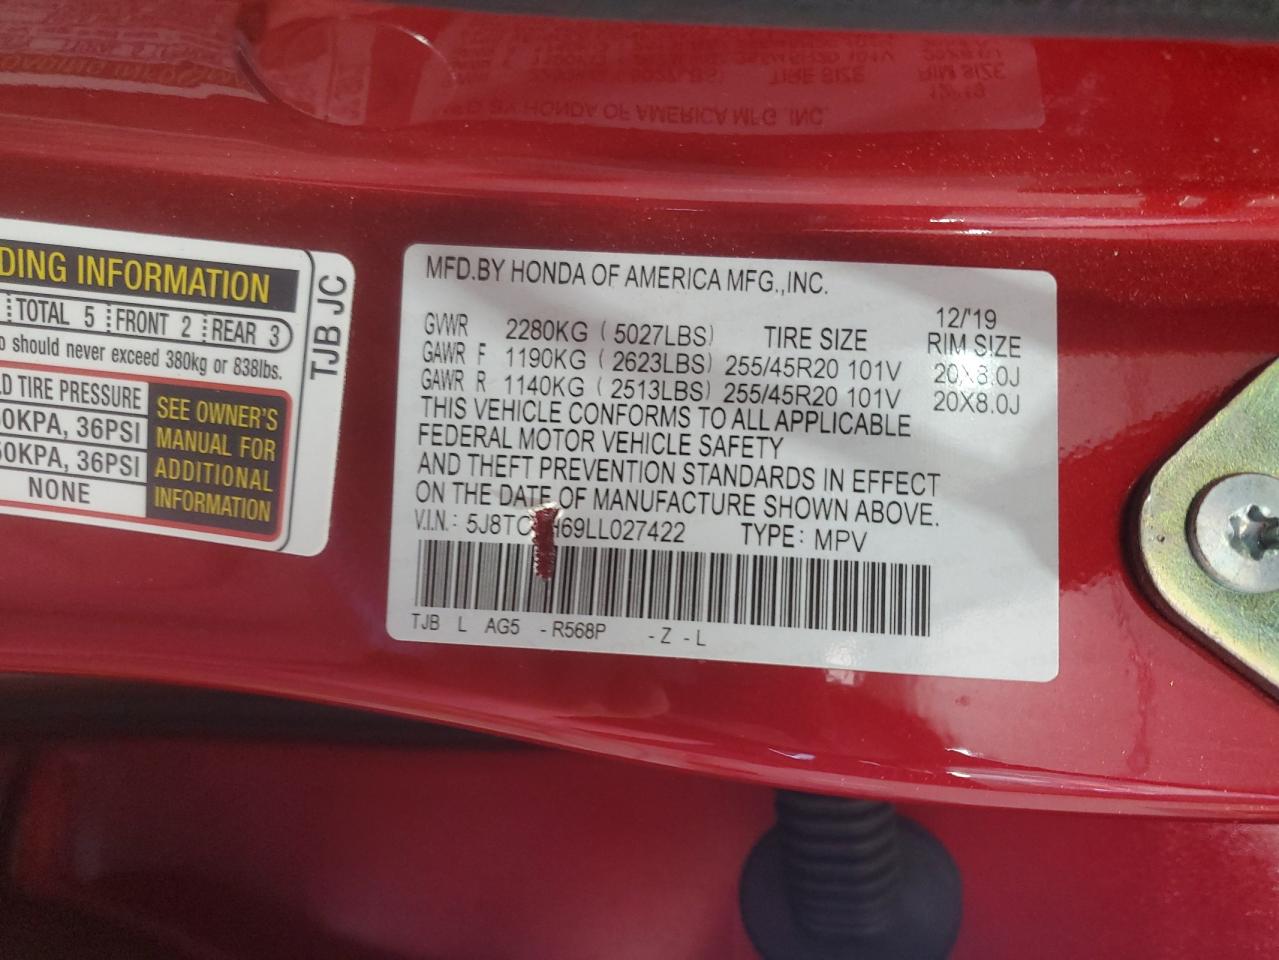 DING INFORMATION
TOTAL 5 FRONT 2 REAR 3
should never exceed 380kg or 838lbs.
TIRE PRESSURE
36PSI
36PSI
NONE
SEE OWNER'S
MANUAL FOR
ADDITIONAL
INFORMATION
TJB JC
MFD.BY HONDA OF AMERICA MFG.,INC.
12/'19
GVWR 2280KG (5027LBS) TIRE SIZE RIM SIZE
GAWR F 1190KG (2623LBS) 255/45R20 101V 20X8.0J
GAWR R 1140KG (2513LBS) 255/45R20 101V 20X8.0J
THIS VEHICLE CONFORMS TO ALL APPLICABLE
FEDERAL MOTOR VEHICLE SAFETY
AND THEFT PREVENTION STANDARDS IN EFFECT
ON THE DATE OF MANUFACTURE SHOWN ABOVE.
V.I.N.: 5J8TC H69LL027422 TYPE: MPV
TJB L AG5 -R568P -Z -L